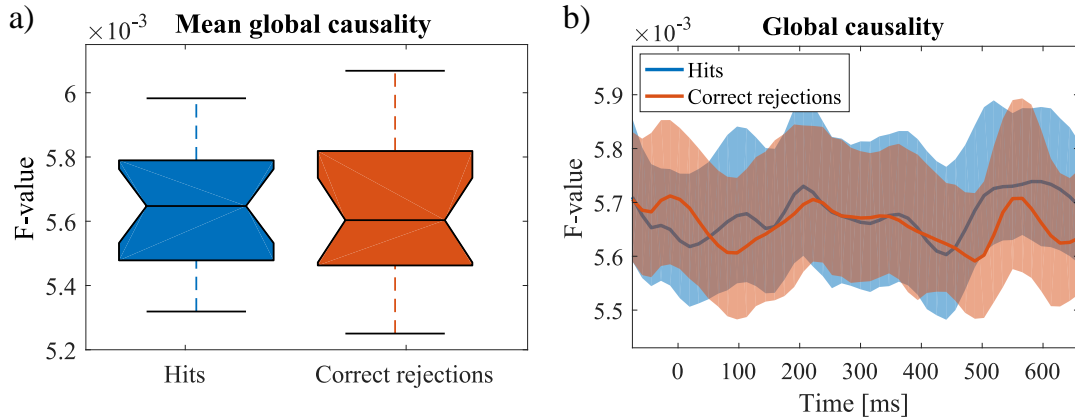 a)
×10⁻³
Mean global causality
6
5.8
5.6
5.4
5.2
F-value
Hits
Correct rejections
b)
×10⁻³
Global causality
Hits
Correct rejections
5.9
5.8
5.7
5.6
5.5
F-value
0 100 200 300 400 500 600
Time [ms]